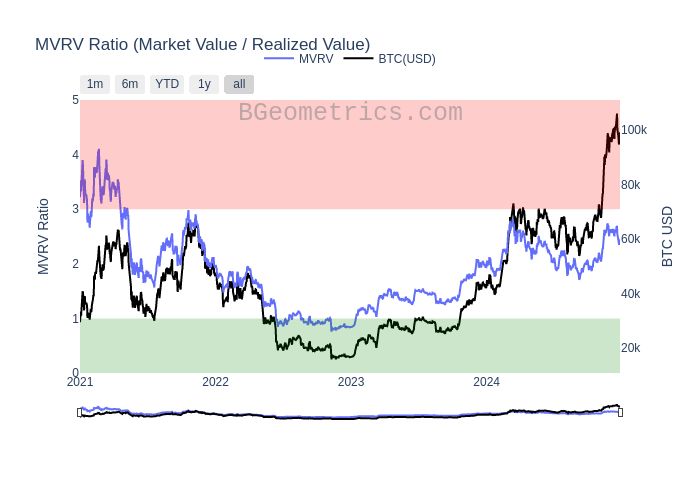 MVRV Ratio (Market Value / Realized Value)
MVRV
BTC(USD)
1m
6m
YTD
1y
all
BGeometrics.com
5
4
3
2
1
0
MVRV Ratio
100k
80k
60k
40k
20k
BTC USD
2021
2022
2023
2024